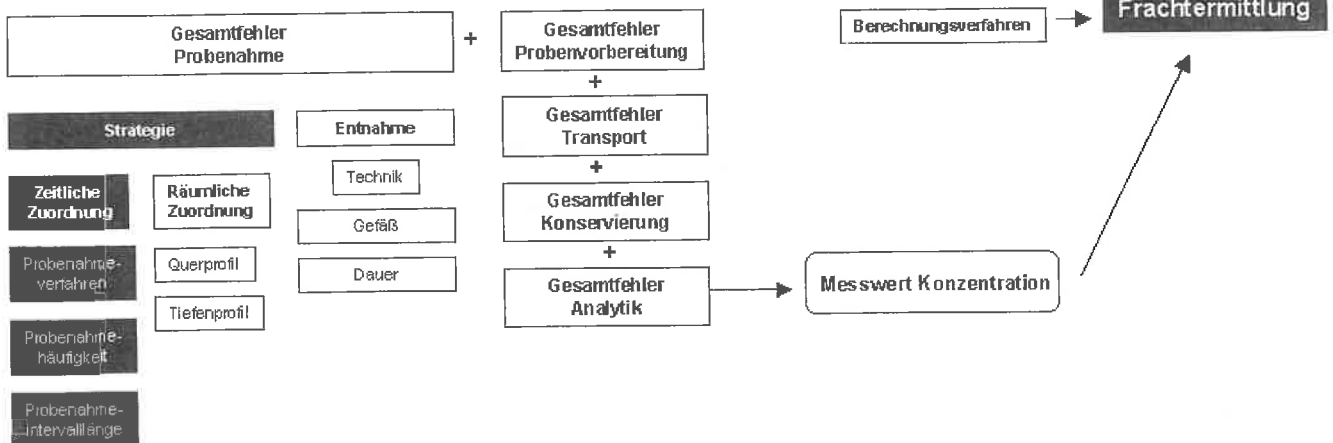 Gesamtfehler
Probenahme
+
Gesamtfehler
Probenvorbereitung
+
Gesamtfehler
Transport
+
Gesamtfehler
Konservierung
+
Gesamtfehler
Analytik
Strategie
Zeitliche
Zuordnung
Probenahme-
verfahren
Probenahme-
häufigkeit
Probenahme-
intervalllänge
Räumliche
Zuordnung
Querprofil
Tiefenprofil
Entnahme
Technik
Gefäß
Dauer
Messwert Konzentration
Berechnungsverfahren
Frachtermittlung